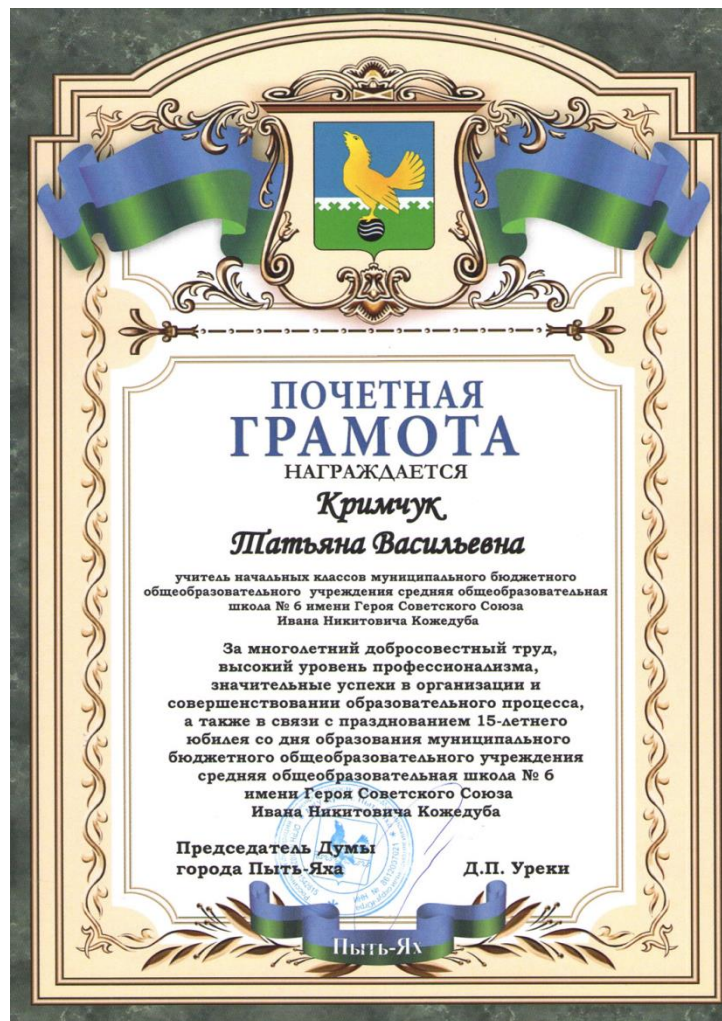 ПОЧЕТНАЯ
ГРАМОТА
НАГРАЖДАЕТСЯ
Кримчук
Татьяна Васильевна
учитель начальных классов муниципального бюджетного
общеобразовательного учреждения средняя общеобразовательная
школа № 6 имени Героя Советского Союза
Ивана Никитовича Кожедуба
За многолетний добросовестный труд,
высокий уровень профессионализма,
значительные успехи в организации и
совершенствовании образовательного процесса,
а также в связи с празднованием 15-летнего
юбилея со дня образования муниципального
бюджетного общеобразовательного учреждения
средняя общеобразовательная школа № 6
имени Героя Советского Союза
Ивана Никитовича Кожедуба
Председатель Думы
города Пыть-Яха Д.П. Уреки
Пыть-Ях